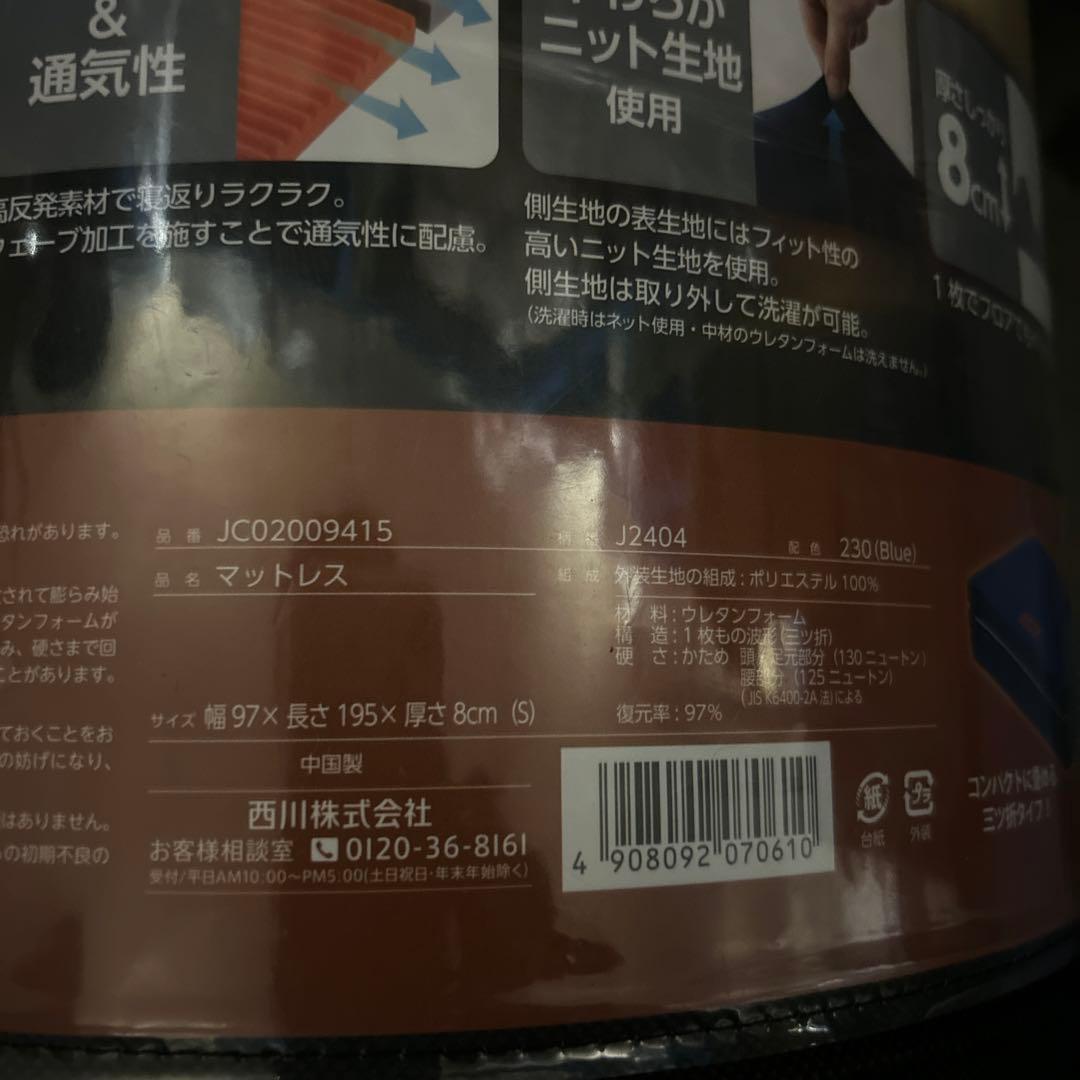 &
通気性
ニット生地
使用
厚さしっかり
8cm
高反発素材で寝返りラクラク。
ウェーブ加工を施すことで通気性に配慮。
側生地の表生地にはフィット性の
高いニット生地を使用。
側生地は取り外して洗濯が可能。
(洗濯時はネット使用・中材のウレタンフォームは洗えません。)
1枚でフロアで
恐れがあります。
されて膨らみ始
タンフォームが
み、硬さまで回
ことがあります。
ておくことをお
の妨げになり、
はありません。
の初期不良の
品番 JC02009415
品名 マットレス
サイズ 幅97×長さ195×厚さ8cm (S)
中国製
西川株式会社
お客様相談室 0120-36-8161
受付/平日AM10:00〜PM5:00(土日祝日・年末年始除く)
J2404 配色 230(Blue)
組成 外装生地の組成:ポリエステル100%
材 料:ウレタンフォーム
構 造:1枚もの波形(三ツ折)
硬 さ:かため 頭・足元部分(130ニュートン)
腰部分(125ニュートン)
(JIS K6400-2A法)による
復元率:97%
4 908092 070610
紙
台紙
プラ
外装
コンパクトに
三ツ折タイプ!